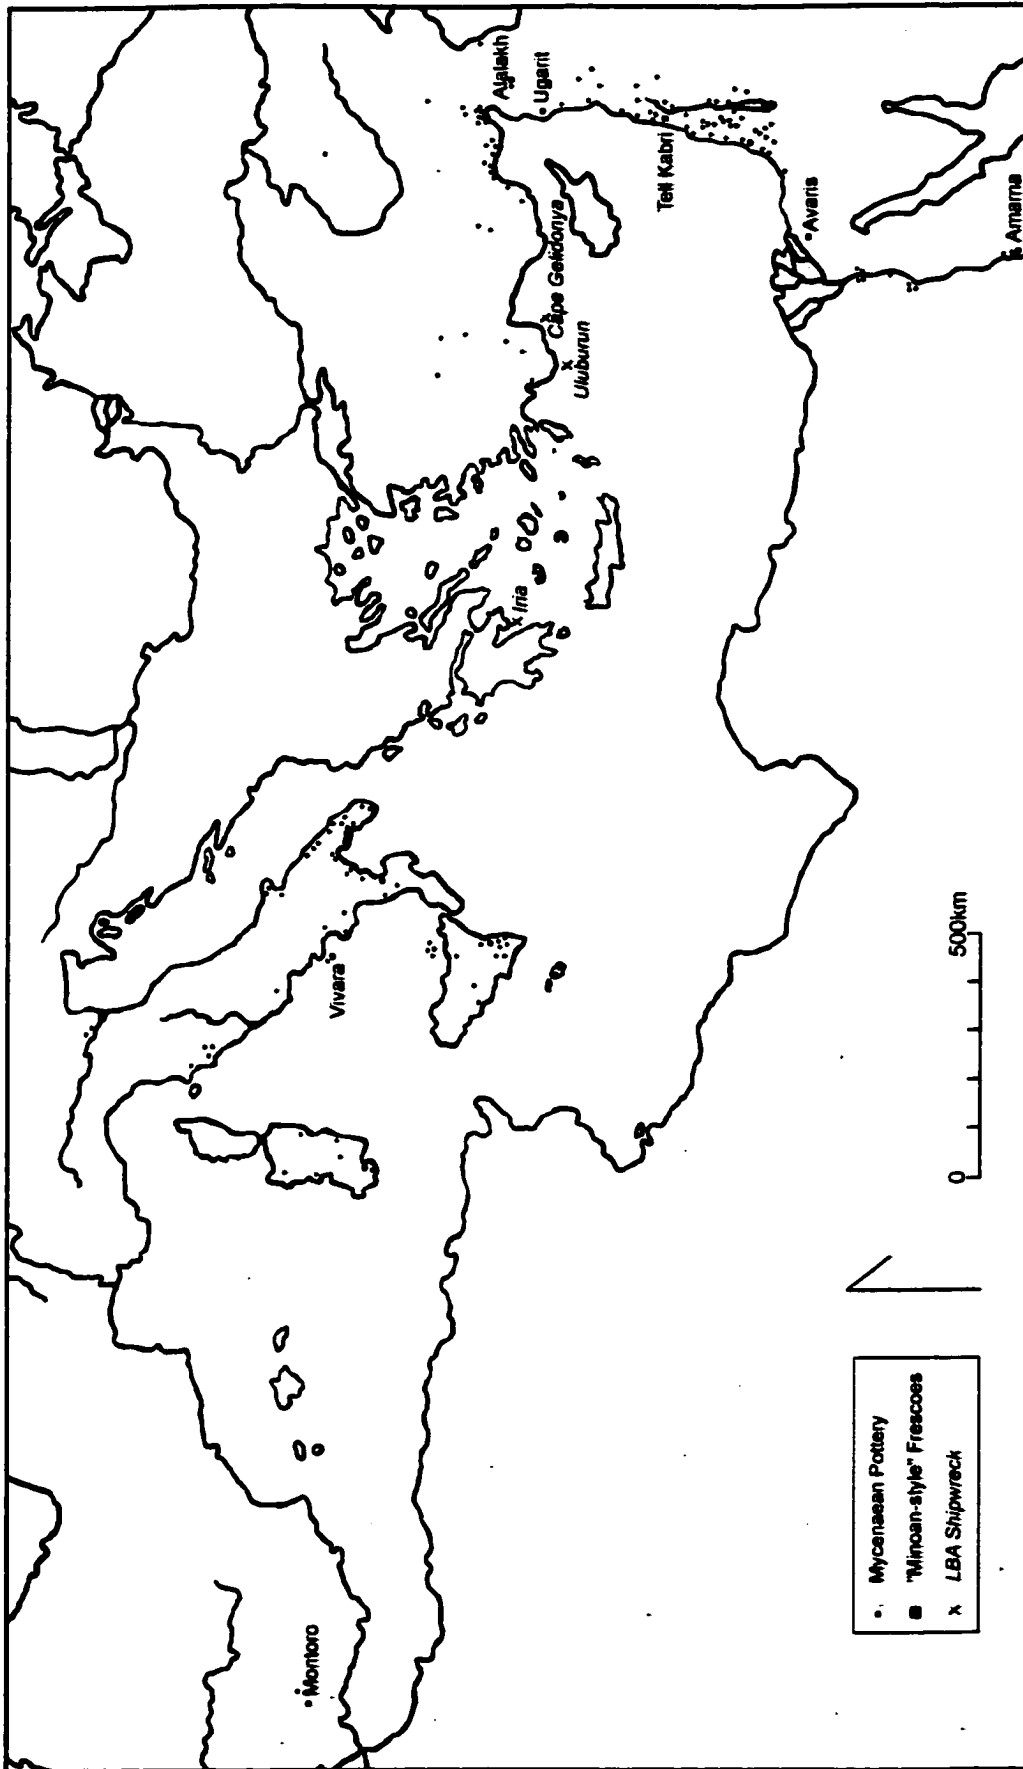 Alalakh
Ugarit
Tell Kabri
Cape Gelidonya
Uluburun
Avaris
Amarna
Iria
Vivara
Montoro
0 500km
Mycenaean Pottery
"Minoan-style" Frescoes
x LBA Shipwreck